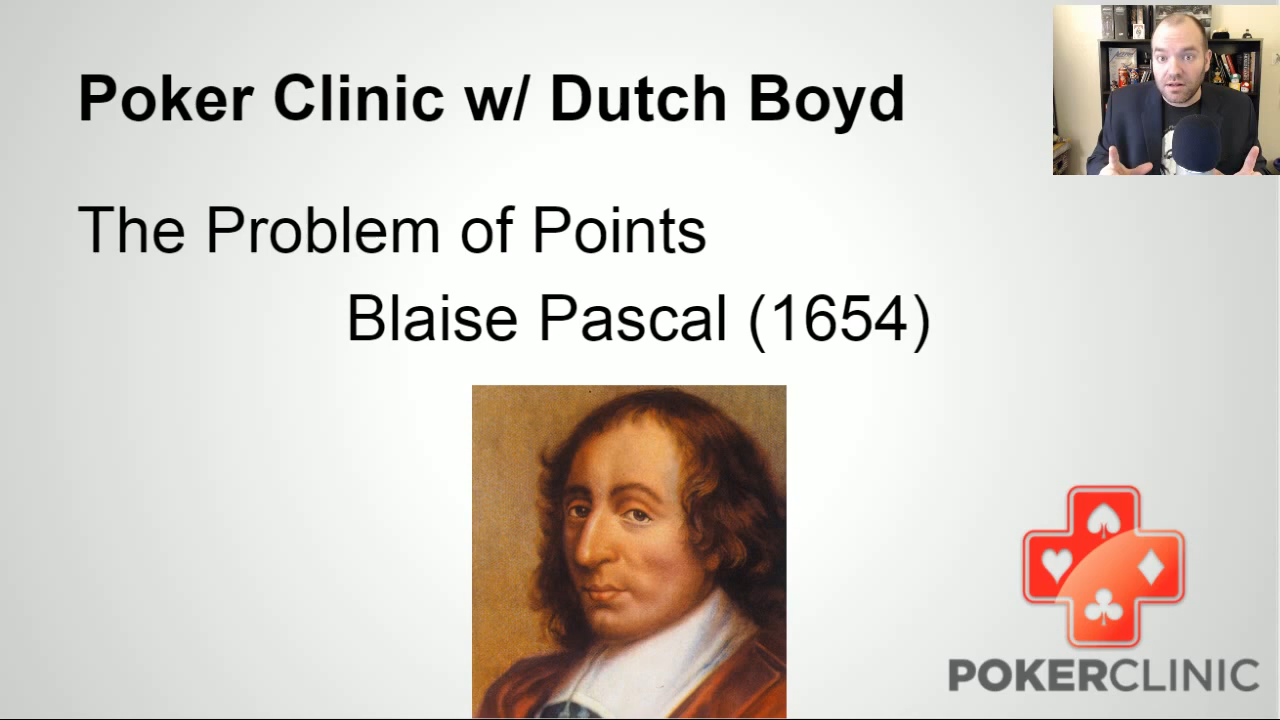 Poker Clinic w/ Dutch Boyd
The Problem of Points
Blaise Pascal (1654)
POKERCLINIC